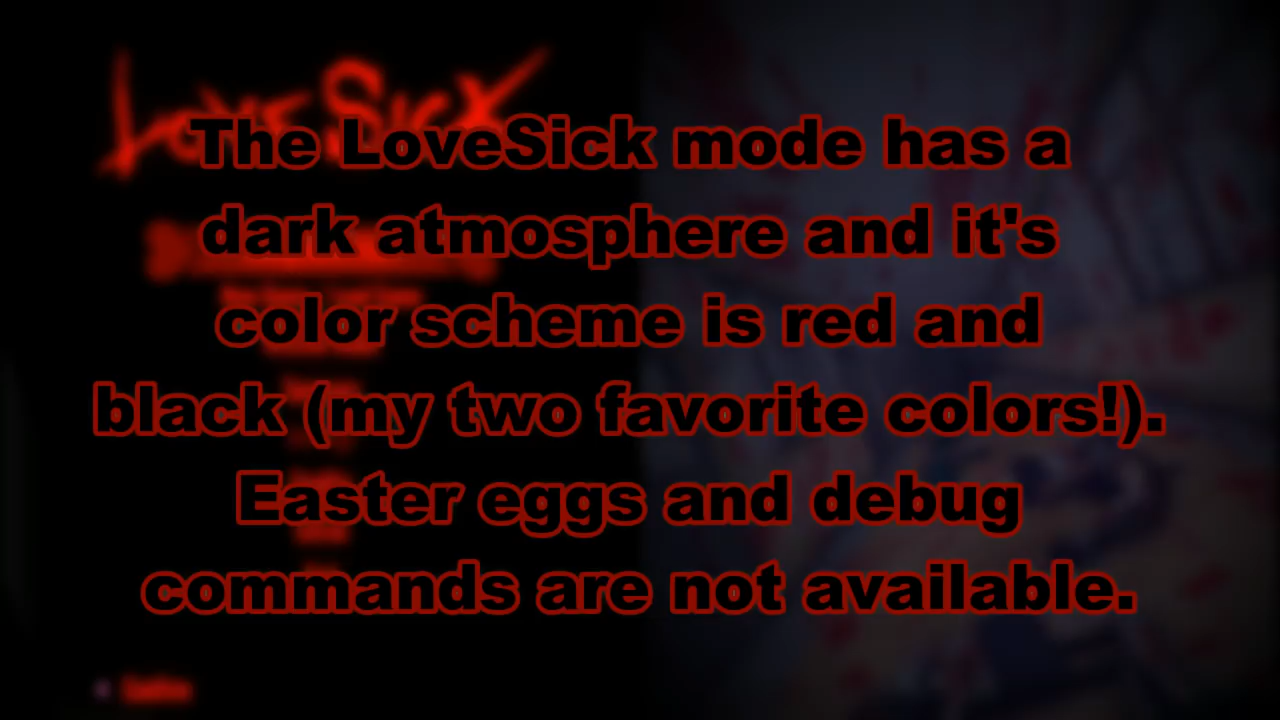 LoveSick
The LoveSick mode has a
dark atmosphere and it's
color scheme is red and
black (my two favorite colors!).
Easter eggs and debug
commands are not available.